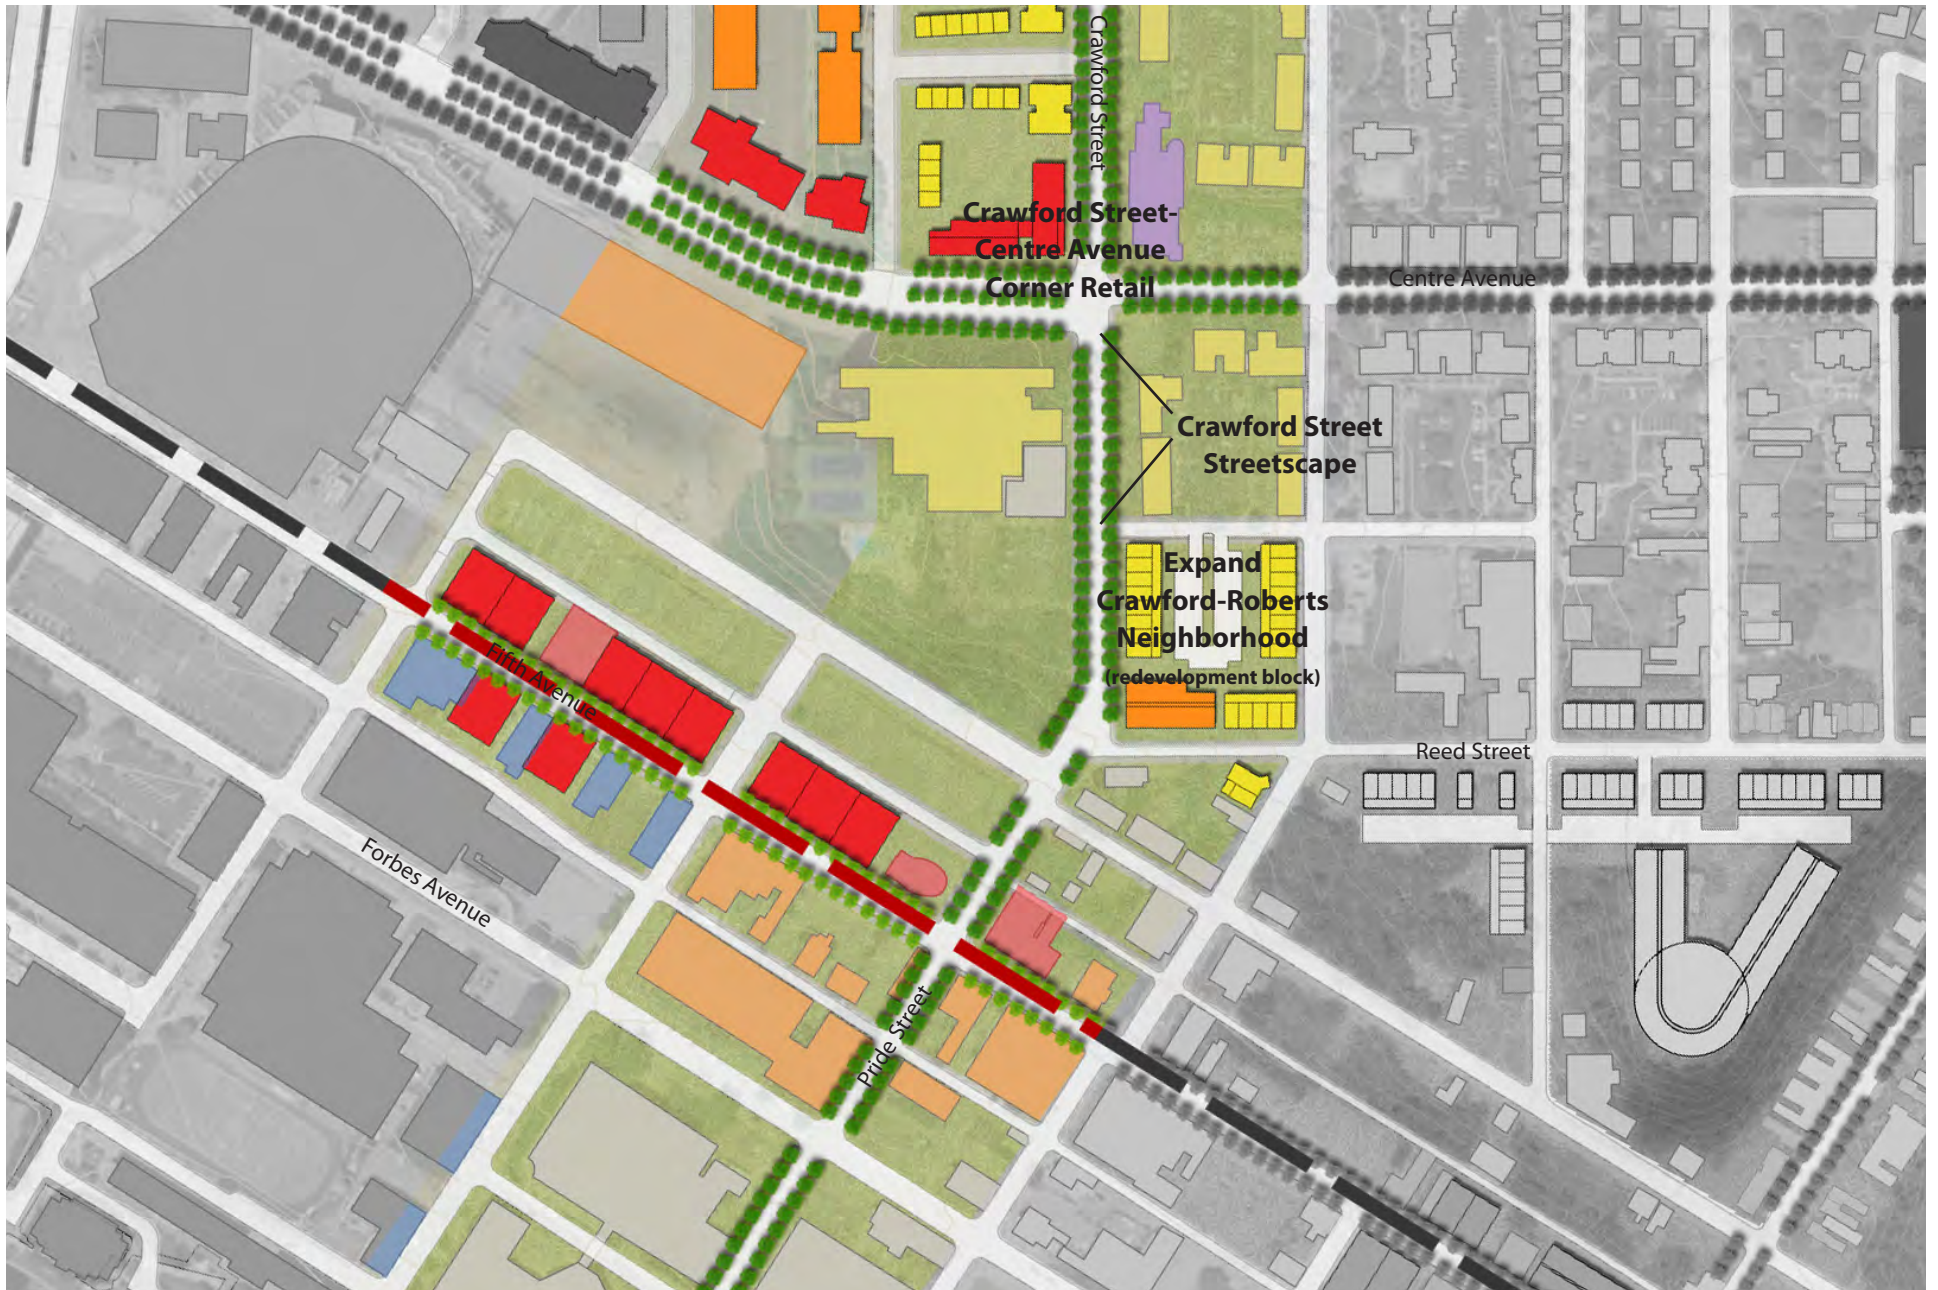 Crawford Street
Crawford Street-
Centre Avenue
Corner Retail
Centre Avenue
Crawford Street
Streetscape
Expand
Crawford-Roberts
Neighborhood
(redevelopment block)
Fifth Avenue
Reed Street
Forbes Avenue
Pride Street